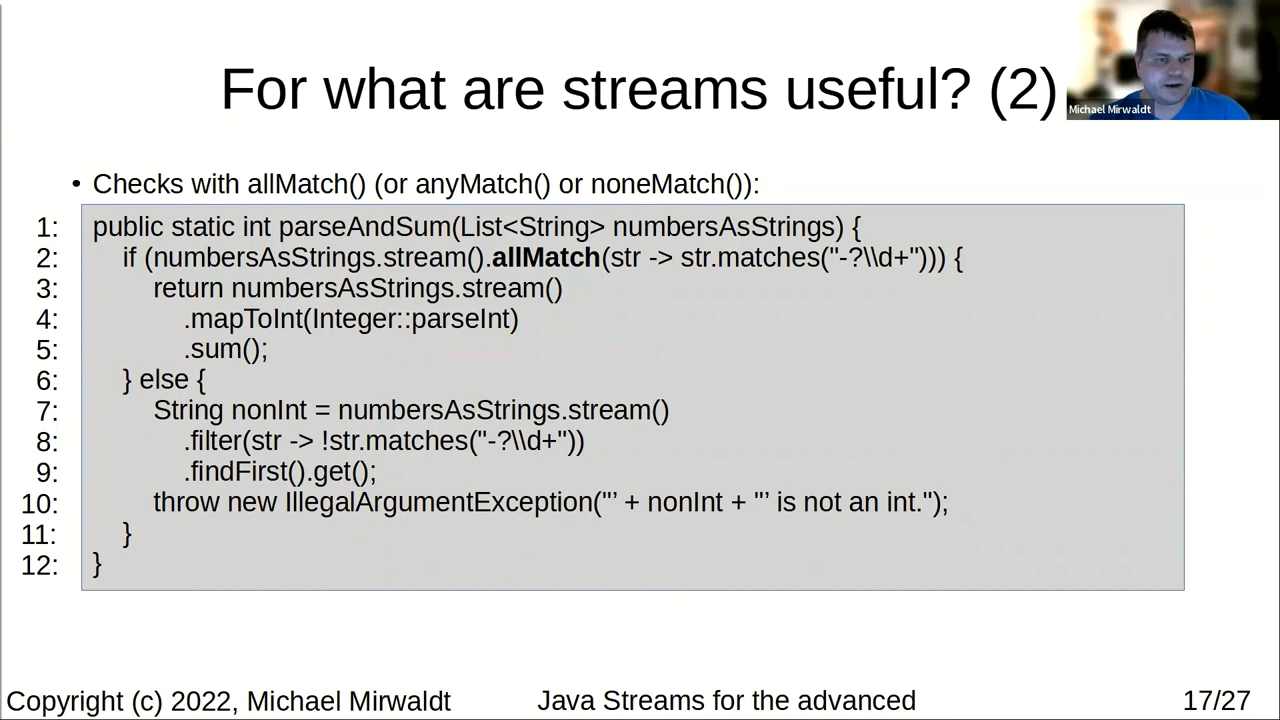 For what are streams useful? (2)
Michael Mirwaldt
• Checks with allMatch() (or anyMatch() or noneMatch()):
1: public static int parseAndSum(List<String> numbersAsStrings) {
2: if (numbersAsStrings.stream().allMatch(str -> str.matches("-?\\d+"))) {
3: return numbersAsStrings.stream()
4: .mapToInt(Integer::parseInt)
5: .sum();
6: } else {
7: String nonInt = numbersAsStrings.stream()
8: .filter(str -> !str.matches("-?\\d+"))
9: .findFirst().get();
10: throw new IllegalArgumentException("’ + nonInt + "’ is not an int.");
11: }
12: }
Copyright (c) 2022, Michael Mirwaldt
Java Streams for the advanced
17/27